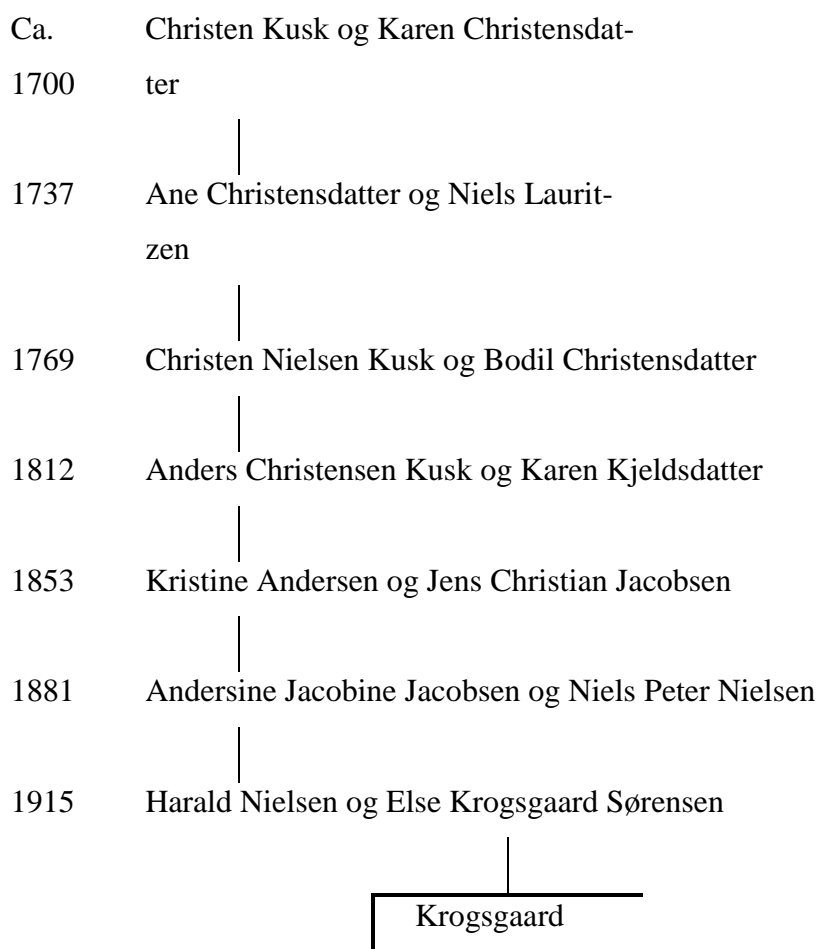 Ca. Christen Kusk og Karen Christensdat-
1700 ter
1737 Ane Christensdatter og Niels Laurit-
zen
1769 Christen Nielsen Kusk og Bodil Christensdatter
1812 Anders Christensen Kusk og Karen Kjeldsdatter
1853 Kristine Andersen og Jens Christian Jacobsen
1881 Andersine Jacobine Jacobsen og Niels Peter Nielsen
1915 Harald Nielsen og Else Krogsgaard Sørensen
Krogsgaard